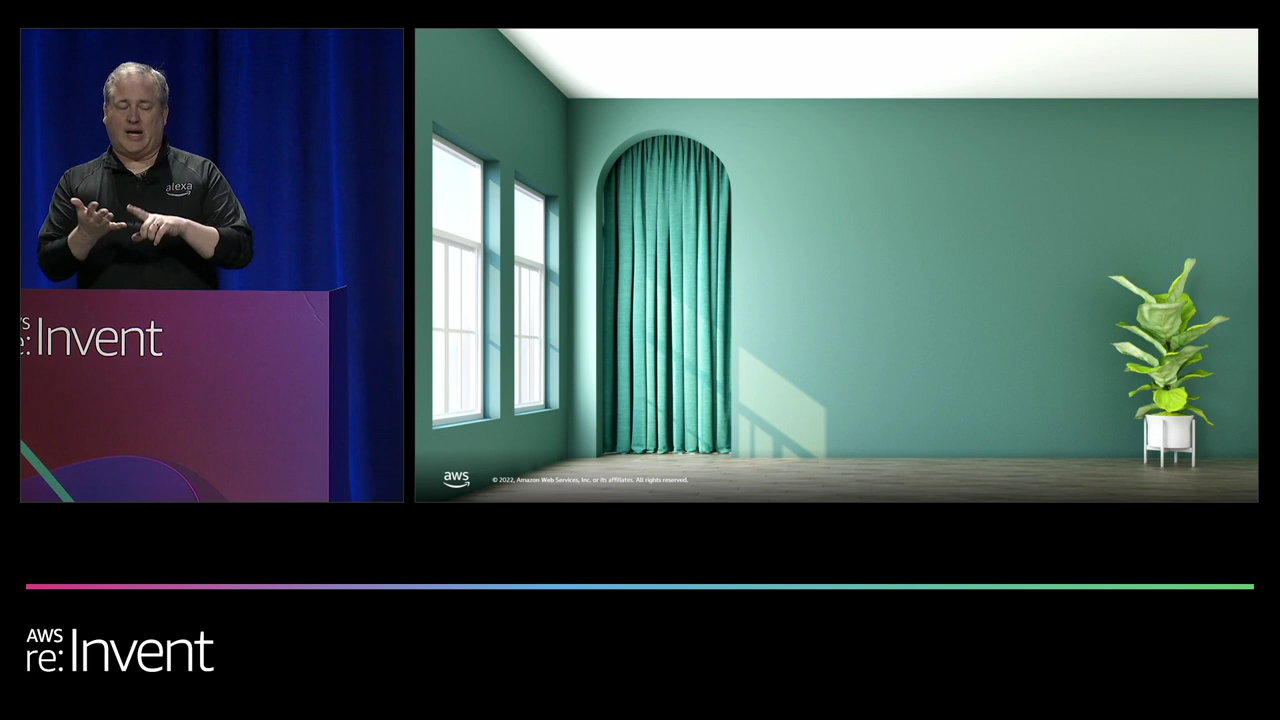 alexa
re:Invent
aws
© 2022, Amazon Web Services, Inc. or its affiliates. All rights reserved.
AWS
re:Invent